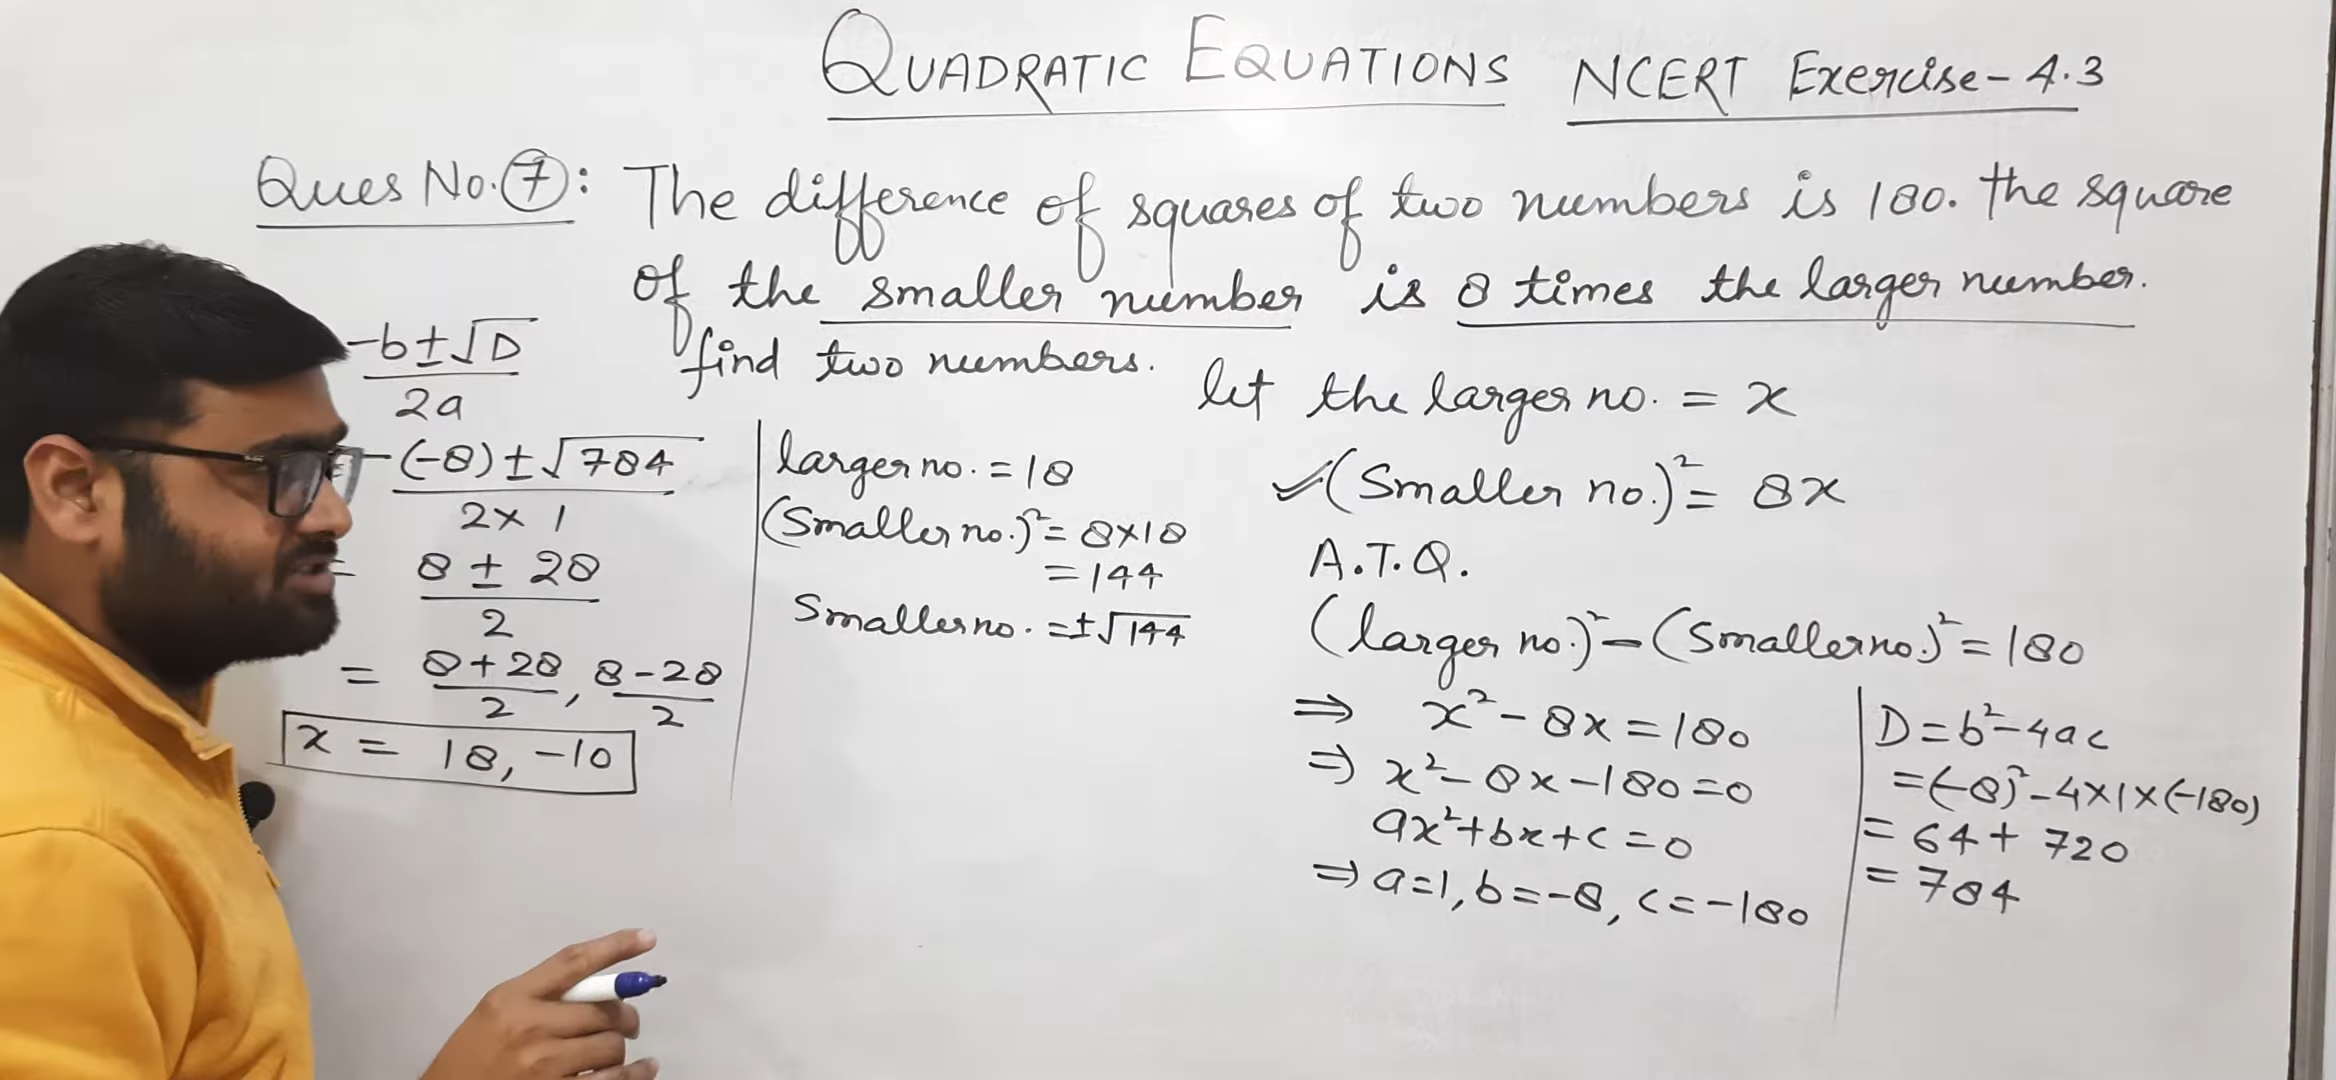 QUADRATIC EQUATIONS NCERT Exercise-4.3
Ques No.⑦: The difference of squares of two numbers is 180. The square
of the smaller number is 8 times the larger number.
find two numbers.
let the larger no. = x
(Smaller no.)² = 8x
A.T.Q.
(larger no.)² - (Smaller no.)² = 180
⇒ x² - 8x = 180
⇒ x² - 8x - 180 = 0
ax² + bx + c = 0
⇒ a=1, b=-8, c=-180
D = b² - 4ac
= (-8)² - 4×1×(-180)
= 64 + 720
= 784
-b±√D
2a
-(-8)±√784
2×1
= 8 ± 28
2
= 8+28, 8-28
2 2
x = 18, -10
larger no. = 18
(Smaller no.)² = 8×18
= 144
Smaller no. = ±√144